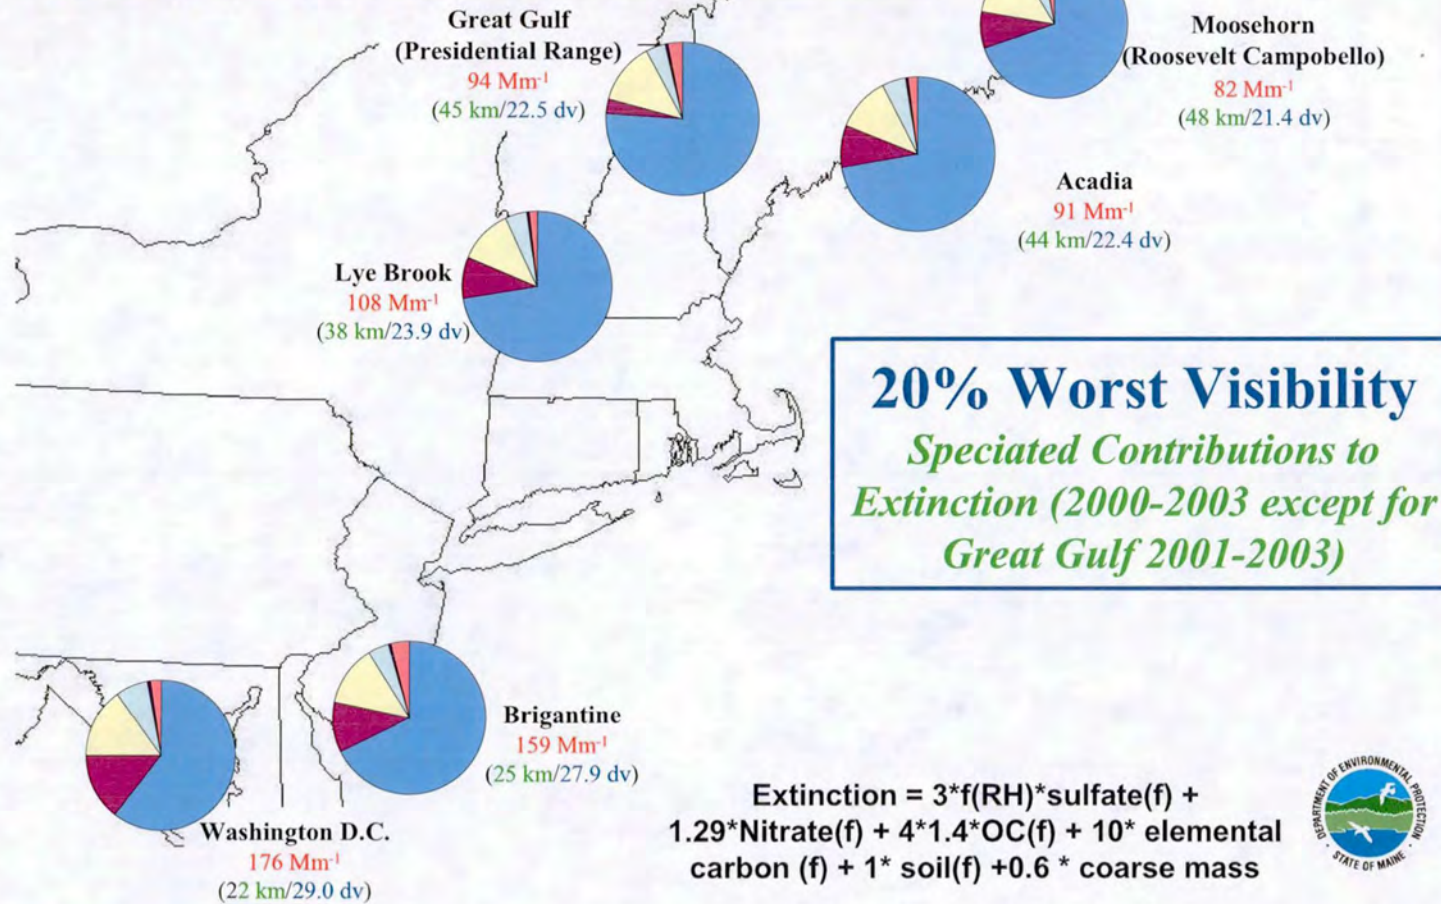 Great Gulf
(Presidential Range)
94 Mm-1
(45 km/22.5 dv)
Moosehorn
(Roosevelt Campobello)
82 Mm-1
(48 km/21.4 dv)
Acadia
91 Mm-1
(44 km/22.4 dv)
Lye Brook
108 Mm-1
(38 km/23.9 dv)
20% Worst Visibility
Speciated Contributions to
Extinction (2000-2003 except for
Great Gulf 2001-2003)
Brigantine
159 Mm-1
(25 km/27.9 dv)
Washington D.C.
176 Mm-1
(22 km/29.0 dv)
Extinction = 3*f(RH)*sulfate(f) +
1.29*Nitrate(f) + 4*1.4*OC(f) + 10* elemental
carbon (f) + 1* soil(f) +0.6 * coarse mass
DEPARTMENT OF ENVIRONMENTAL PROTECTION
STATE OF MAINE